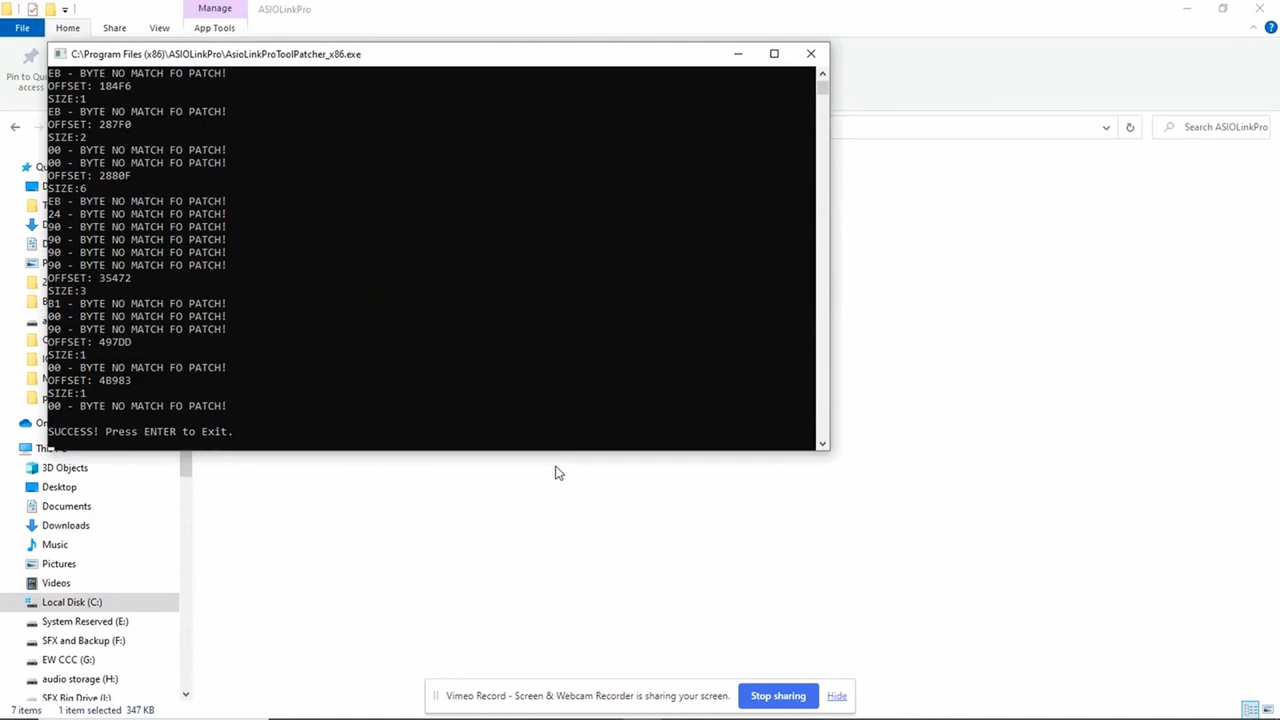 Manage
ASIOLinkPro
File
Home
Share
View
App Tools
Pin to Qu
access
C:\Program Files (x86)\ASIOLinkPro\AsioLinkProToolPatcher_x86.exe
Search ASIOLinkPro
EB - BYTE NO MATCH FO PATCH!
OFFSET: 184F6
SIZE:1
EB - BYTE NO MATCH FO PATCH!
OFFSET: 287F0
SIZE:2
00 - BYTE NO MATCH FO PATCH!
00 - BYTE NO MATCH FO PATCH!
OFFSET: 2880F
SIZE:6
EB - BYTE NO MATCH FO PATCH!
24 - BYTE NO MATCH FO PATCH!
90 - BYTE NO MATCH FO PATCH!
90 - BYTE NO MATCH FO PATCH!
90 - BYTE NO MATCH FO PATCH!
90 - BYTE NO MATCH FO PATCH!
OFFSET: 35472
SIZE:3
B1 - BYTE NO MATCH FO PATCH!
00 - BYTE NO MATCH FO PATCH!
90 - BYTE NO MATCH FO PATCH!
OFFSET: 497DD
SIZE:1
00 - BYTE NO MATCH FO PATCH!
OFFSET: 4B983
SIZE:1
00 - BYTE NO MATCH FO PATCH!
SUCCESS! Press ENTER to Exit.
3D Objects
Desktop
Documents
Downloads
Music
Pictures
Videos
Local Disk (C:)
System Reserved (E:)
SFX and Backup (F:)
EW CCC (G:)
audio storage (H:)
SFX Big Drive (I:)
7 items
1 item selected 347 KB
Vimeo Record - Screen & Webcam Recorder is sharing your screen.
Stop sharing
Hide